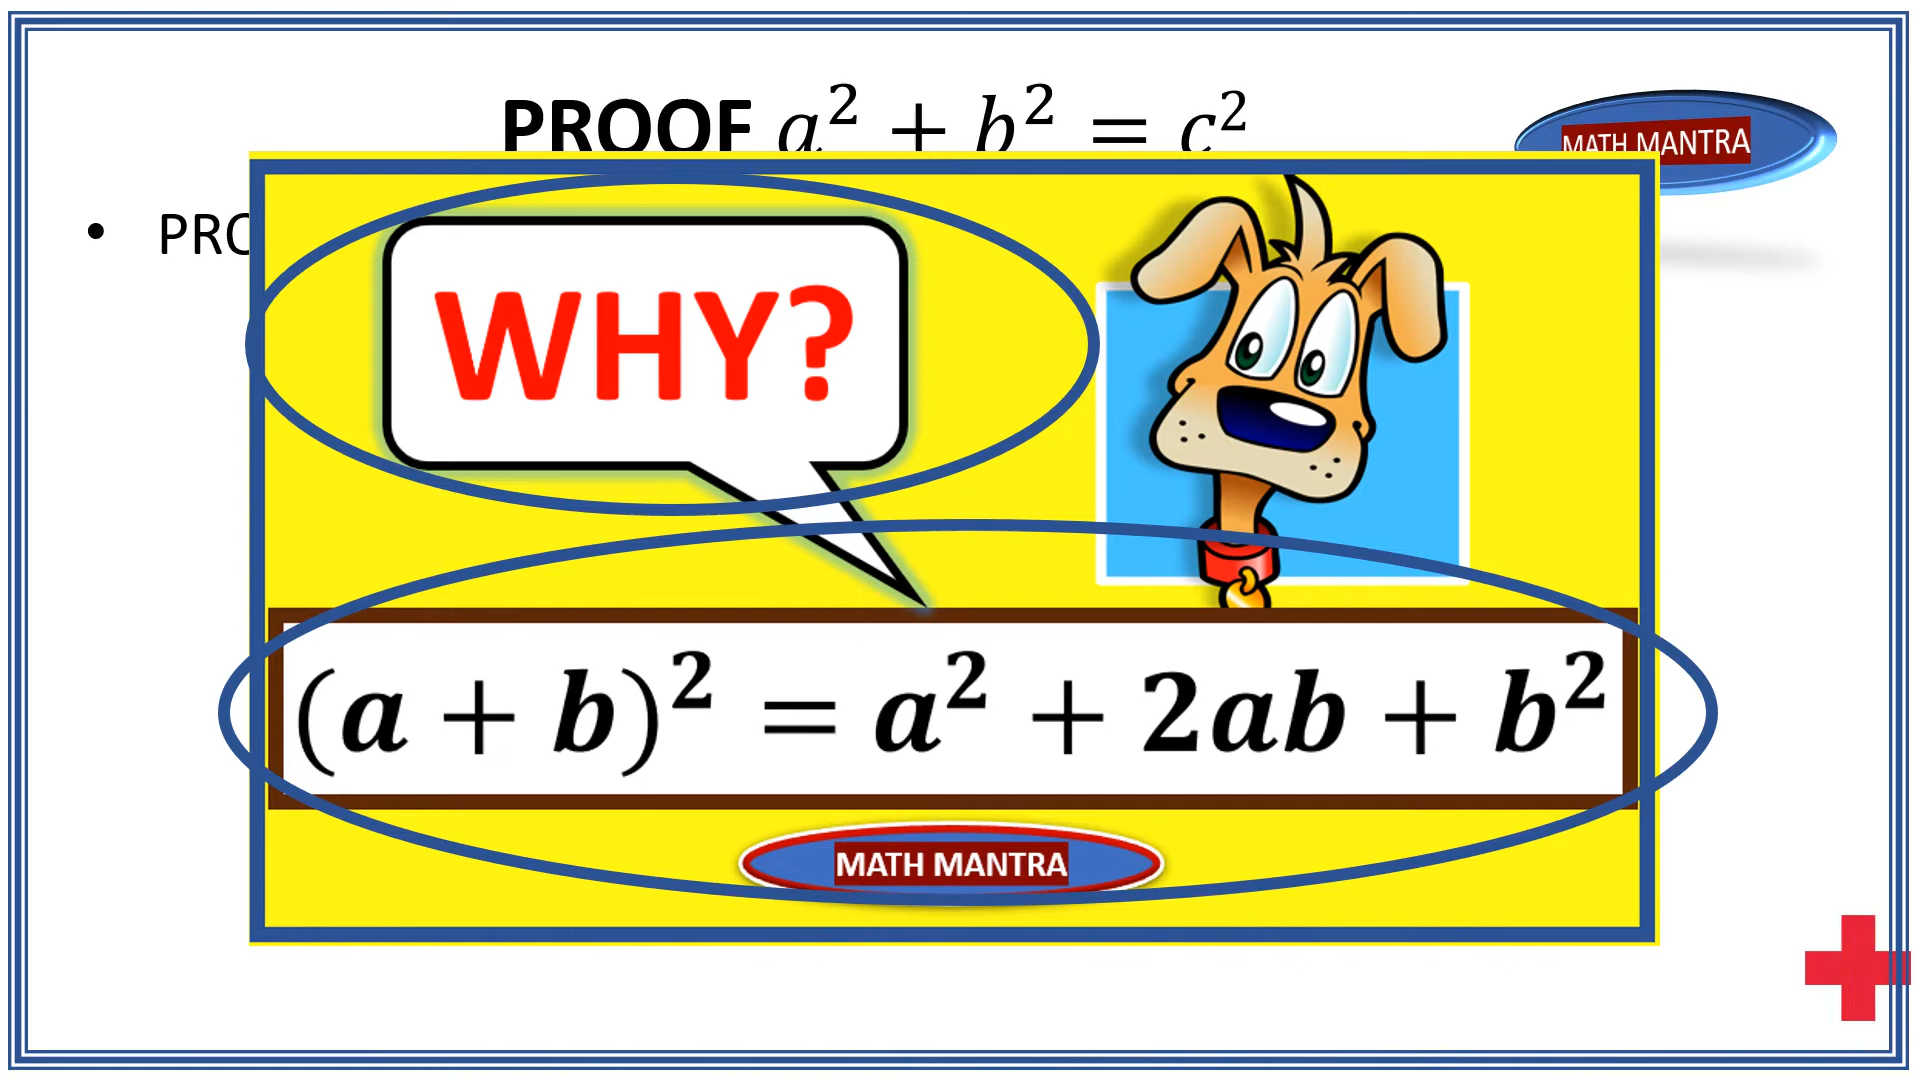 PROOF a² + b² = c²
MATH MANTRA
• PRO
WHY?
(a + b)² = a² + 2ab + b²
MATH MANTRA